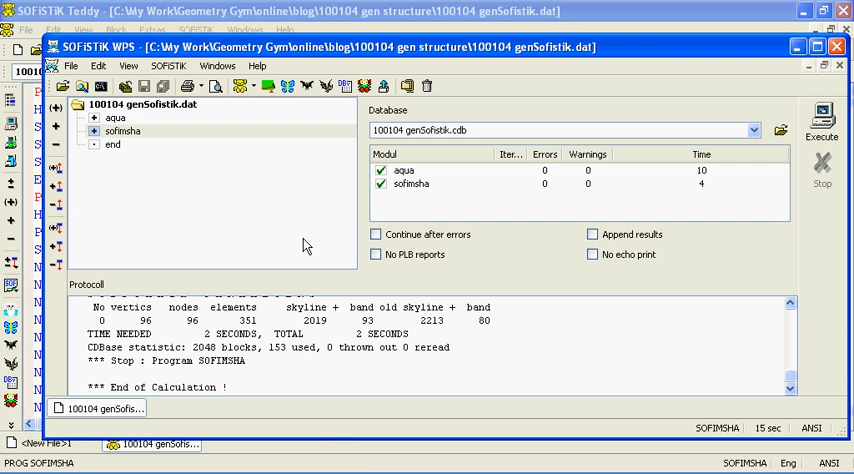 SOFiSTiK Teddy - [C:\My Work\Geometry Gym\online\blog\100104 gen structure\100104 genSofistik.dat]
SOFiSTiK WPS - [C:\My Work\Geometry Gym\online\blog\100104 gen structure\100104 genSofistik.dat]
File Edit View SOFiSTiK Windows Help
100104 genSofistik.dat
aqua
sofimsha
end
Database
100104 genSofistik.cdb
Execute
Stop
Modul Iter... Errors Warnings Time
aqua 0 0 10
sofimsha 0 0 4
Continue after errors Append results
No PLB reports No echo print
Protocoll
No vertics nodes elements skyline + band old skyline + band
0 96 96 351 2019 93 2213 80
TIME NEEDED 2 SECONDS, TOTAL 2 SECONDS
CDBase statistic: 2048 blocks, 153 used, 0 thrown out 0 reread
*** Stop : Program SOFIMSHA
*** End of Calculation !
100104 genSofis...
SOFIMSHA 15 sec ANSI
<New File>1 100104 genSofis...
PROG SOFIMSHA SOFIMSHA Eng ANSI